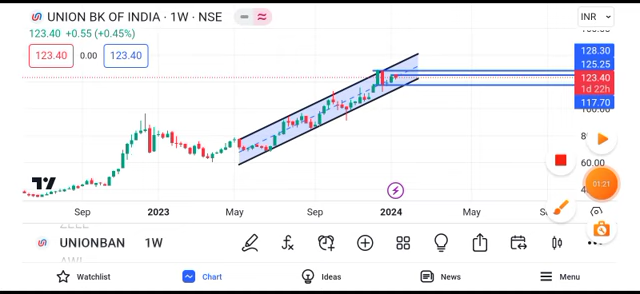 UNION BK OF INDIA · 1W · NSE
INR
123.40 +0.55 (+0.45%)
123.40 0.00 123.40
128.30
125.25
123.40
1d 22h
117.70
100.00
60.00
01:21
Sep 2023 May Sep 2024 May
UNIONBAN 1W
Watchlist Chart Ideas News Menu